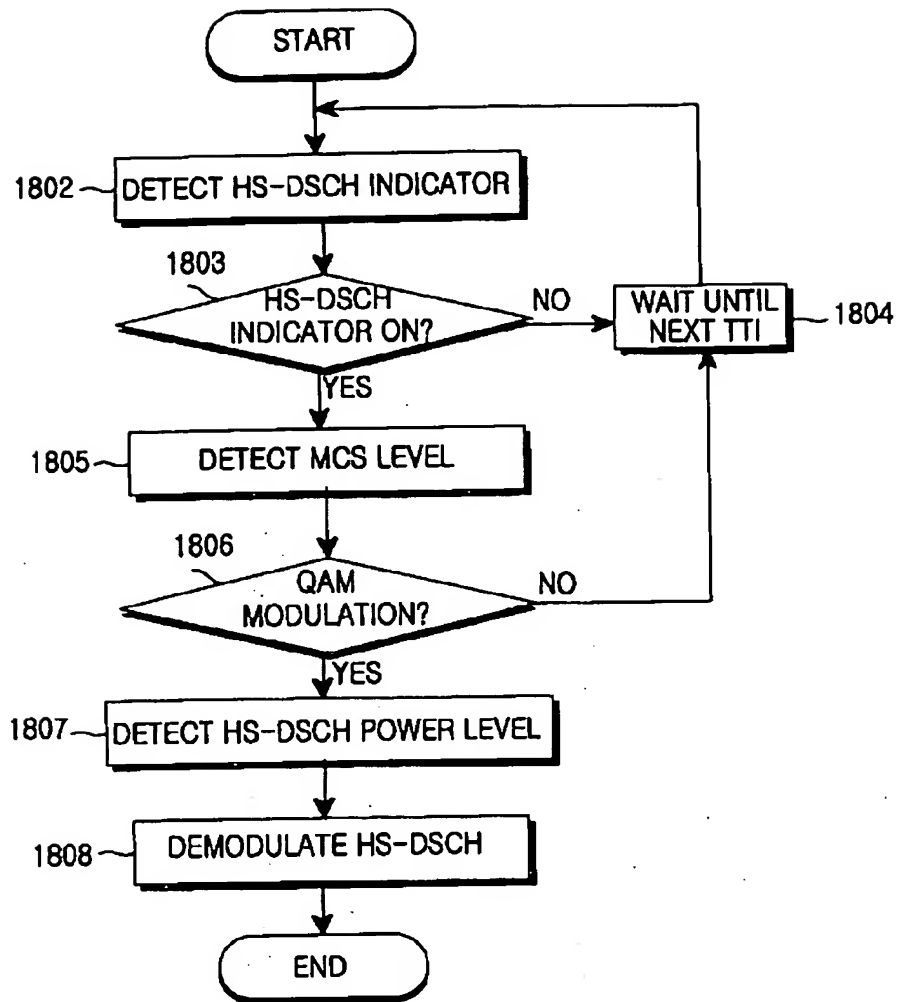 START
1802
DETECT HS-DSCH INDICATOR
1803
HS-DSCH
INDICATOR ON?
NO
WAIT UNTIL
NEXT TTI
1804
YES
1805
DETECT MCS LEVEL
1806
QAM
MODULATION?
NO
YES
1807
DETECT HS-DSCH POWER LEVEL
1808
DEMODULATE HS-DSCH
END